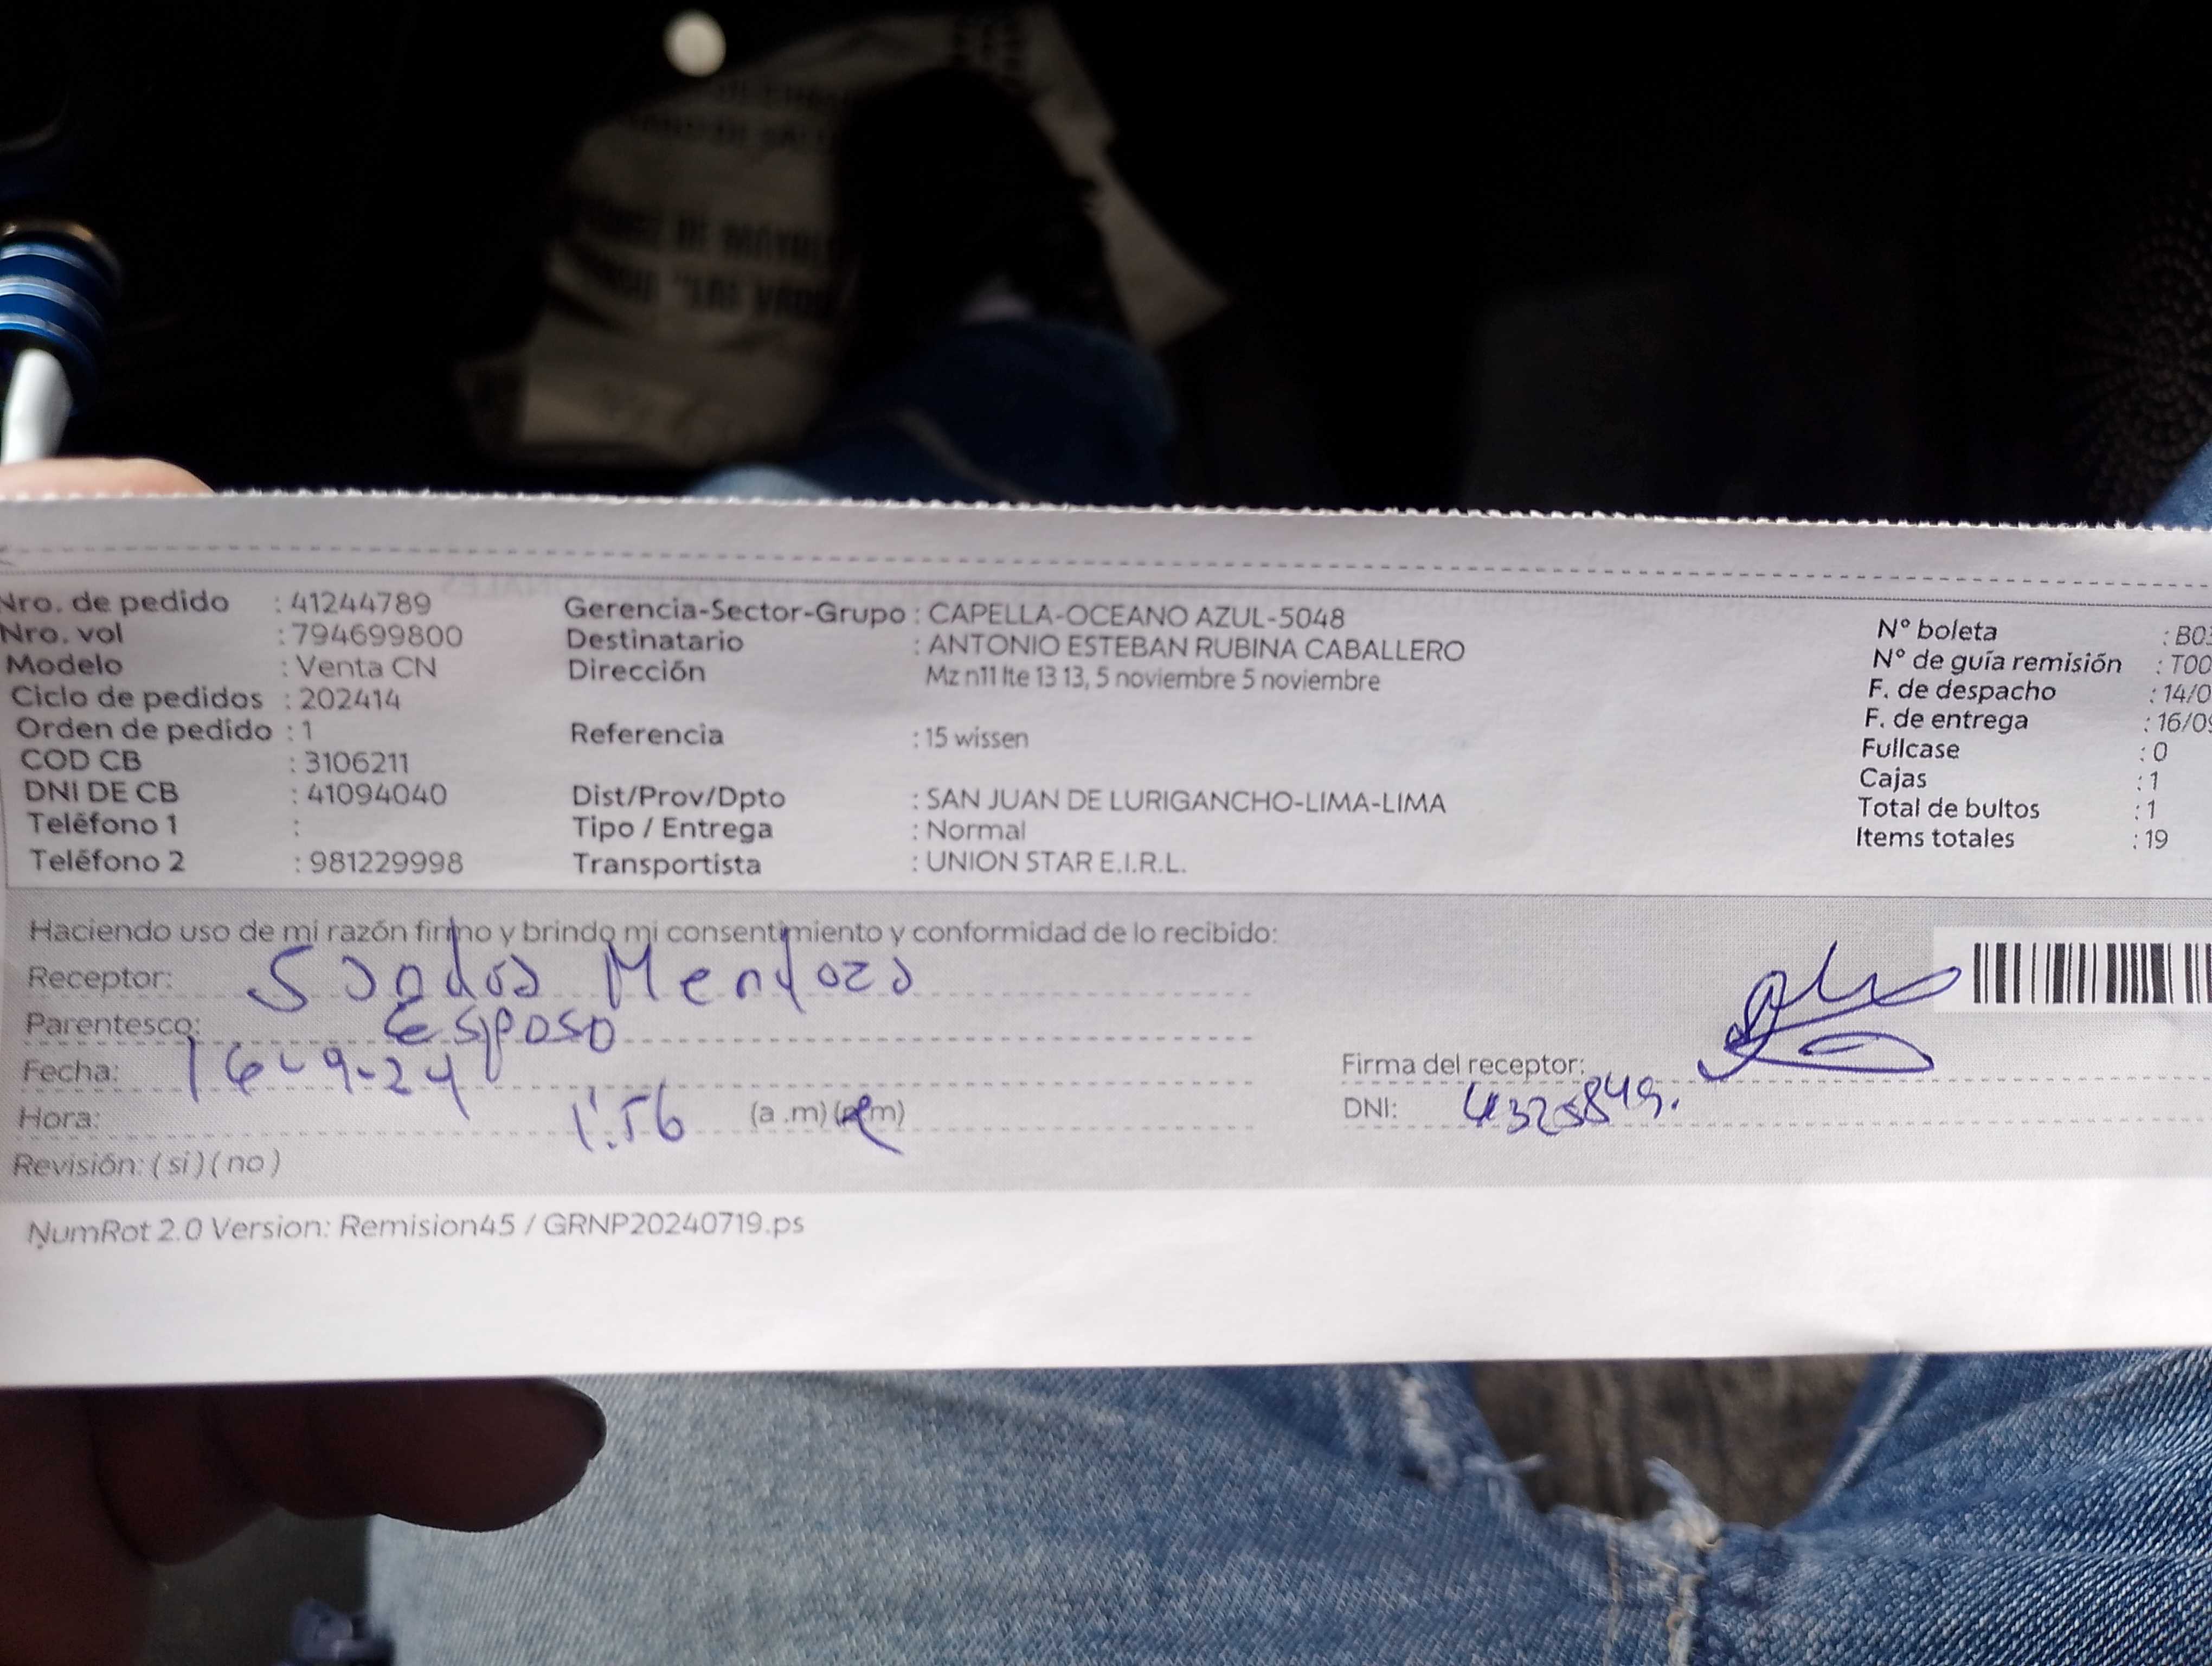 Nro. de pedido : 41244789
Nro. vol : 794699800
Modelo : Venta CN
Ciclo de pedidos : 202414
Orden de pedido : 1
COD CB : 3106211
DNI DE CB : 41094040
Teléfono 1 :
Teléfono 2 : 981229998
Gerencia-Sector-Grupo : CAPELLA-OCEANO AZUL-5048
Destinatario : ANTONIO ESTEBAN RUBINA CABALLERO
Dirección Mz n11 lte 13 13, 5 noviembre 5 noviembre
Referencia : 15 wissen
Dist/Prov/Dpto : SAN JUAN DE LURIGANCHO-LIMA-LIMA
Tipo / Entrega : Normal
Transportista : UNION STAR E.I.R.L.
N° boleta : B03
N° de guía remisión : T00
F. de despacho : 14/0
F. de entrega : 16/09
Fullcase : 0
Cajas : 1
Total de bultos : 1
Items totales : 19
Haciendo uso de mi razón firmo y brindo mi consentimiento y conformidad de lo recibido:
Receptor: Mendoza
Parentesco: Esposo
Fecha: 16-9-24
Hora: 1:56 (a.m) (p.m)
Revisión: (si) (no)
Firma del receptor:
DNI:
NumRot 2.0 Version: Remision45 / GRNP20240719.ps